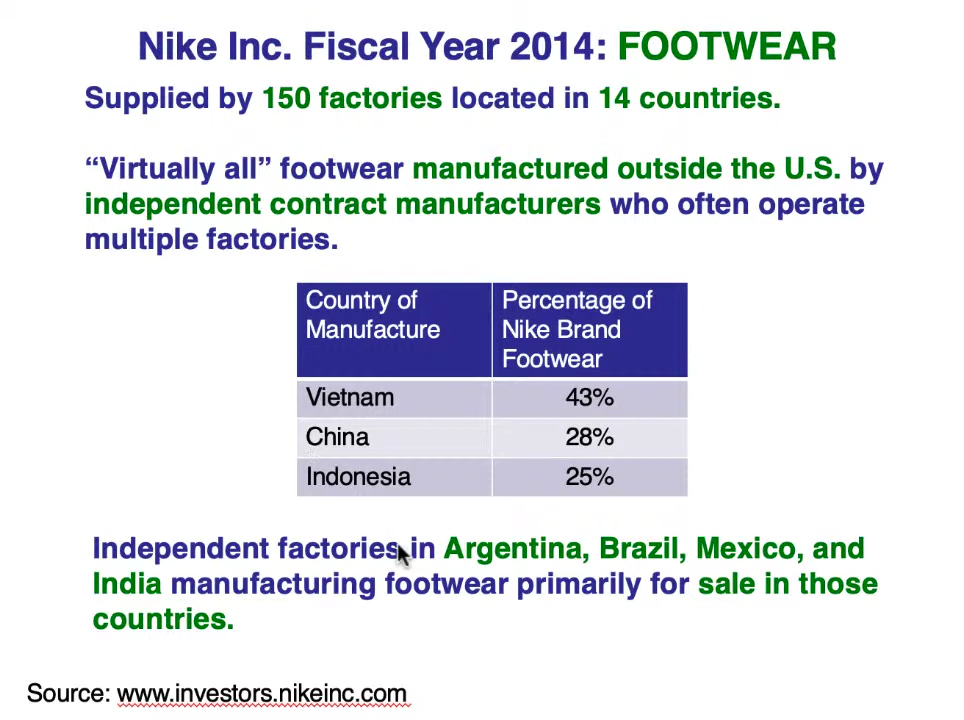 Nike Inc. Fiscal Year 2014: FOOTWEAR
Supplied by 150 factories located in 14 countries.
“Virtually all” footwear manufactured outside the U.S. by
independent contract manufacturers who often operate
multiple factories.
Country of Manufacture Percentage of Nike Brand Footwear
Vietnam 43%
China 28%
Indonesia 25%
Independent factories in Argentina, Brazil, Mexico, and
India manufacturing footwear primarily for sale in those
countries.
Source: www.investors.nikeinc.com